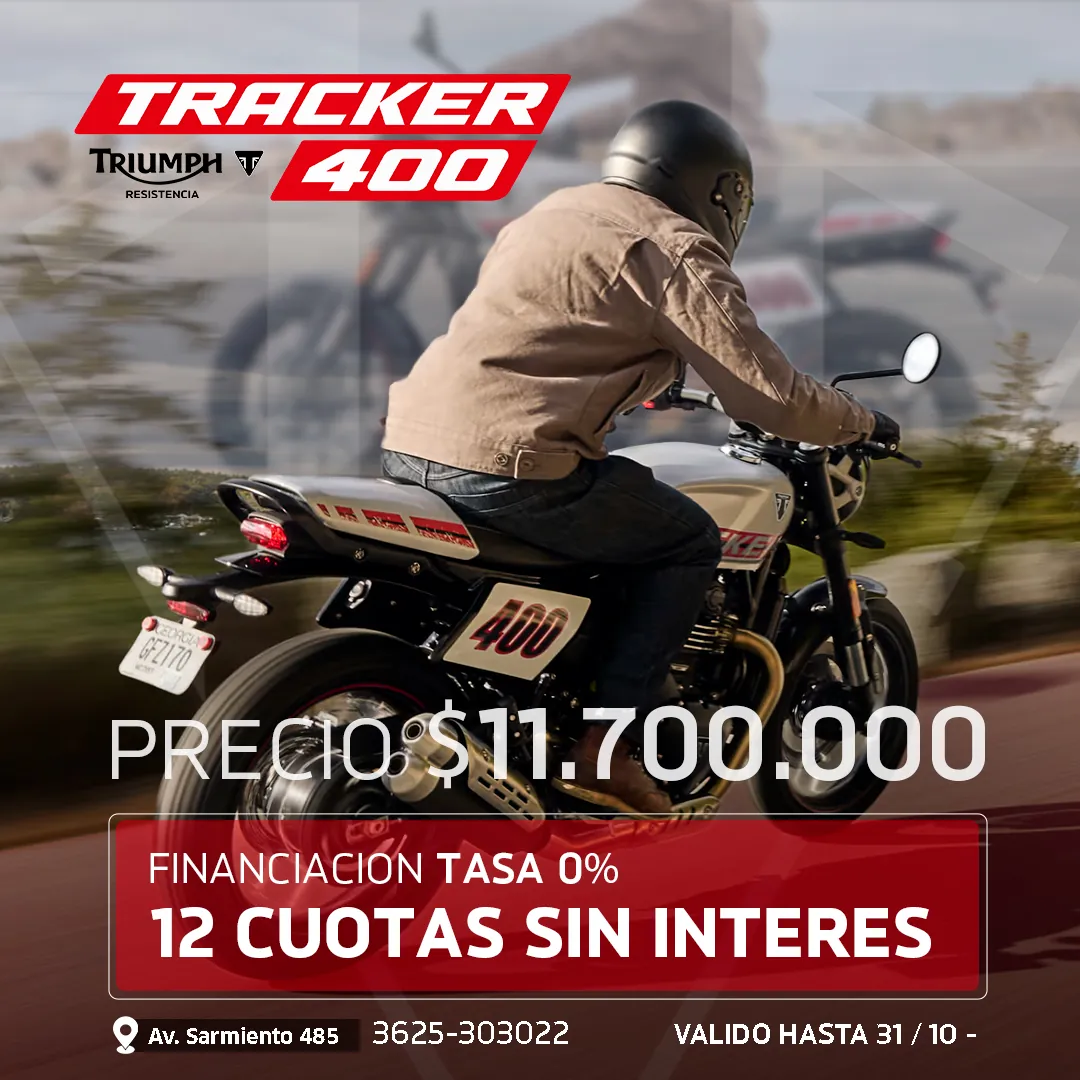 TRACKER
400
TRIUMPH
RESISTENCIA
400
GEORGIA
GFZ170
PRECIO $11.700.000
FINANCIACION TASA 0%
12 CUOTAS SIN INTERES
Av. Sarmiento 485 3625-303022 VALIDO HASTA 31 / 10 -